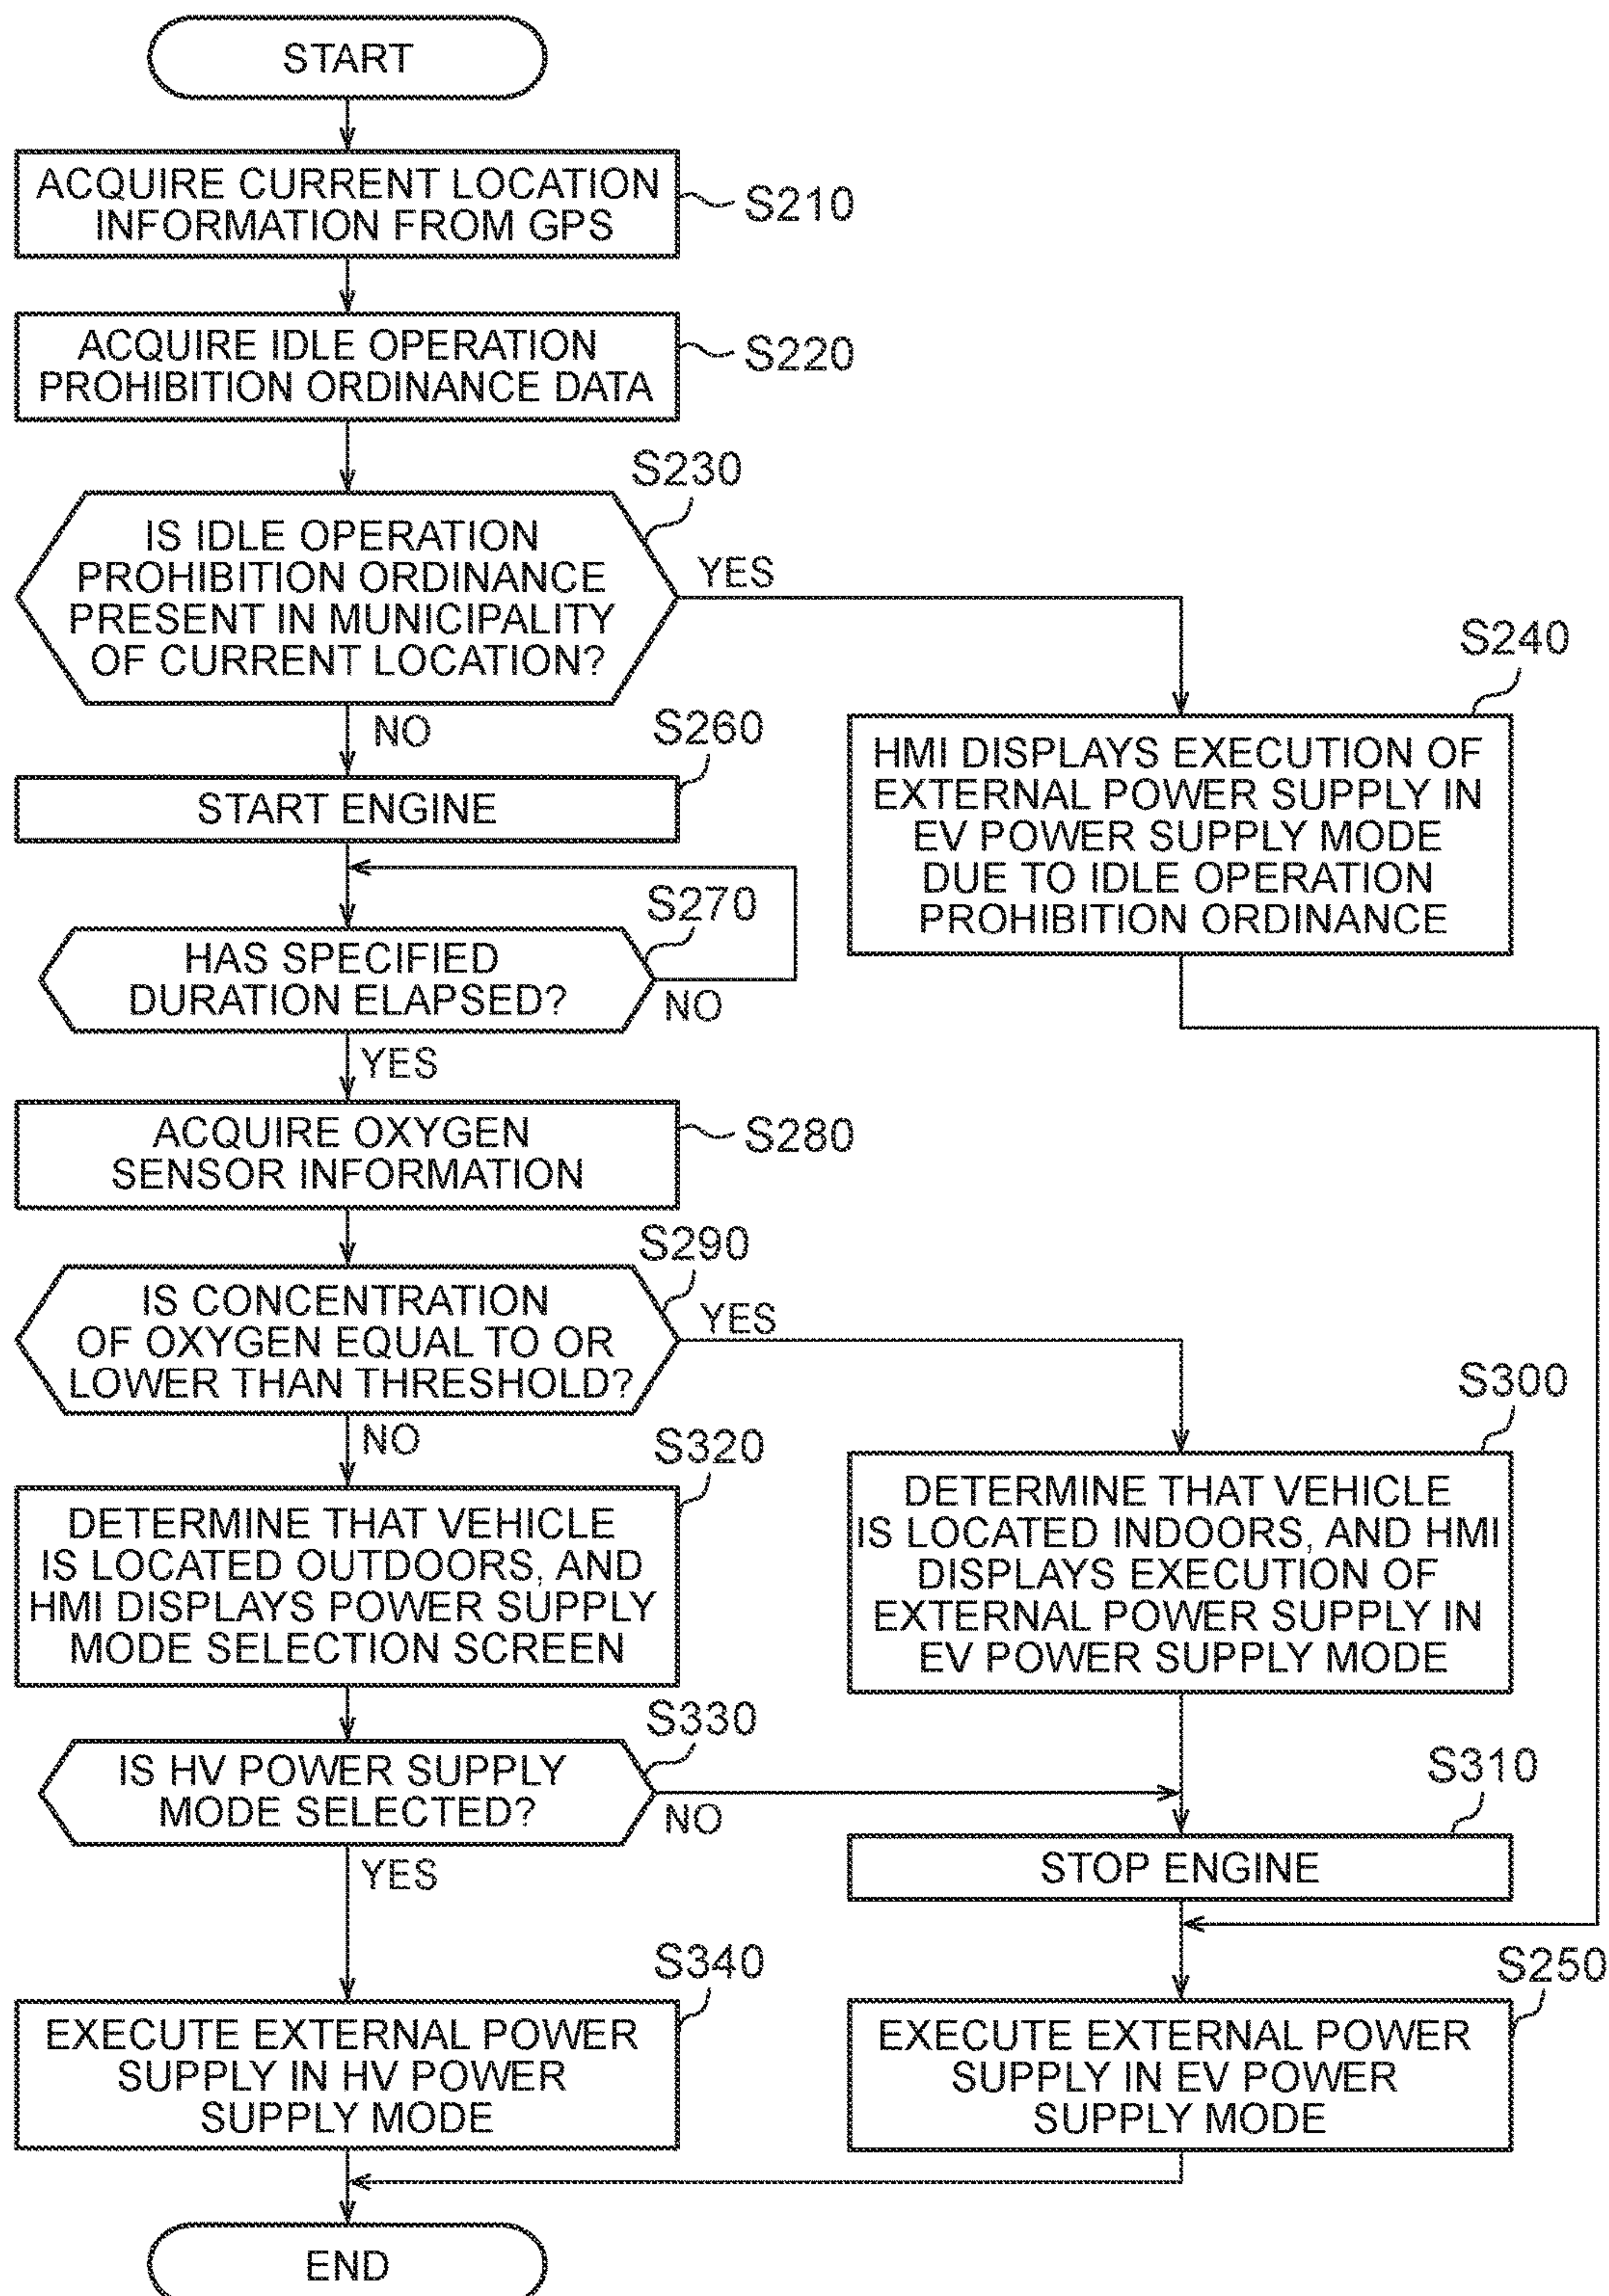 START
ACQUIRE CURRENT LOCATION
INFORMATION FROM GPS
S210
ACQUIRE IDLE OPERATION
PROHIBITION ORDINANCE DATA
S220
S230
IS IDLE OPERATION
PROHIBITION ORDINANCE
PRESENT IN MUNICIPALITY
OF CURRENT LOCATION?
YES
NO
S240
HMI DISPLAYS EXECUTION OF
EXTERNAL POWER SUPPLY IN
EV POWER SUPPLY MODE
DUE TO IDLE OPERATION
PROHIBITION ORDINANCE
S260
START ENGINE
S270
HAS SPECIFIED
DURATION ELAPSED?
NO
YES
ACQUIRE OXYGEN
SENSOR INFORMATION
S280
S290
IS CONCENTRATION
OF OXYGEN EQUAL TO OR
LOWER THAN THRESHOLD?
YES
NO
S300
DETERMINE THAT VEHICLE
IS LOCATED INDOORS, AND HMI
DISPLAYS EXECUTION OF
EXTERNAL POWER SUPPLY IN
EV POWER SUPPLY MODE
S320
DETERMINE THAT VEHICLE
IS LOCATED OUTDOORS, AND
HMI DISPLAYS POWER SUPPLY
MODE SELECTION SCREEN
S330
IS HV POWER SUPPLY
MODE SELECTED?
NO
YES
S310
STOP ENGINE
S340
EXECUTE EXTERNAL POWER
SUPPLY IN HV POWER
SUPPLY MODE
S250
EXECUTE EXTERNAL POWER
SUPPLY IN EV POWER
SUPPLY MODE
END